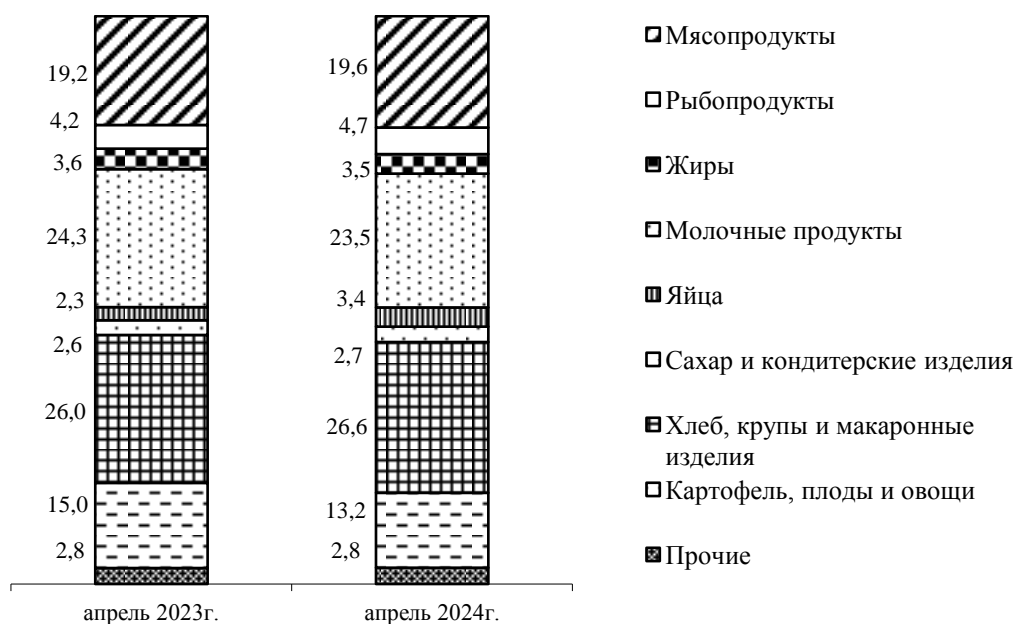 19,2
4,2
3,6
24,3
2,3
2,6
26,0
15,0
2,8
19,6
4,7
3,5
23,5
3,4
2,7
26,6
13,2
2,8
апрель 2023г.
апрель 2024г.
Мясопродукты
Рыбопродукты
Жиры
Молочные продукты
Яйца
Сахар и кондитерские изделия
Хлеб, крупы и макаронные
изделия
Картофель, плоды и овощи
Прочие